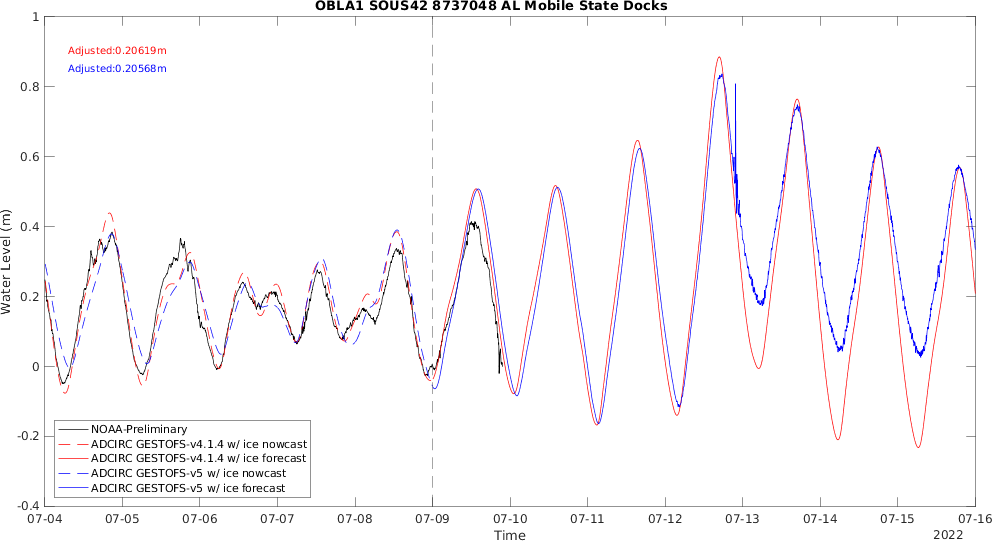 OBLA1 SOUS42 8737048 AL Mobile State Docks
Adjusted:0.20619m
Adjusted:0.20568m
1
0.8
0.6
0.4
0.2
0
-0.2
-0.4
Water Level (m)
NOAA-Preliminary
ADCIRC GESTOFS-v4.1.4 w/ ice nowcast
ADCIRC GESTOFS-v4.1.4 w/ ice forecast
ADCIRC GESTOFS-v5 w/ ice nowcast
ADCIRC GESTOFS-v5 w/ ice forecast
07-04 07-05 07-06 07-07 07-08 07-09 07-10 07-11 07-12 07-13 07-14 07-15 07-16
Time
2022